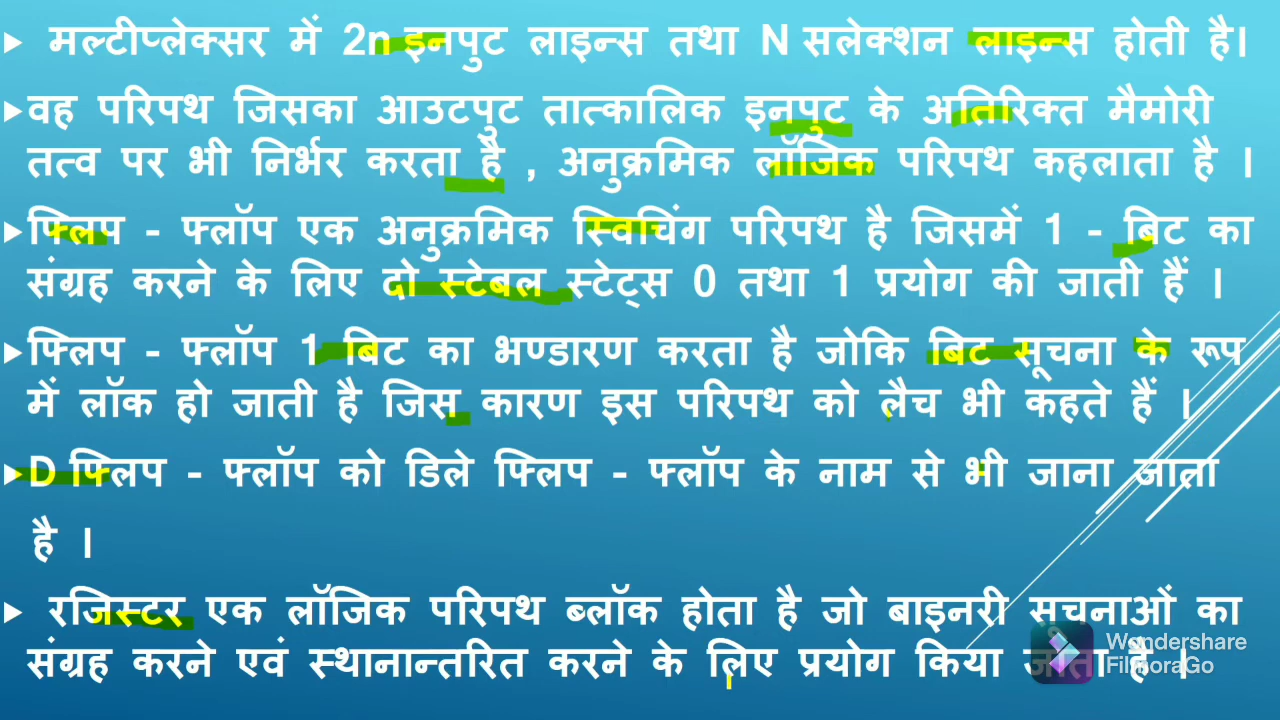 मल्टीप्लेक्सर में 2n इनपुट लाइन्स तथा N सलेक्शन लाइन्स होती है।
वह परिपथ जिसका आउटपुट तात्कालिक इनपुट के अतिरिक्त मैमोरी
तत्व पर भी निर्भर करता है , अनुक्रमिक लॉजिक परिपथ कहलाता है ।
फ्लिप - फ्लॉप एक अनुक्रमिक स्विचिंग परिपथ है जिसमें 1 - बिट का
संग्रह करने के लिए दो स्टेबल स्टेट्स 0 तथा 1 प्रयोग की जाती हैं ।
फ्लिप - फ्लॉप 1 बिट का भण्डारण करता है जोकि बिट सूचना के रूप
में लॉक हो जाती है जिस कारण इस परिपथ को लैच भी कहते हैं ।
D फ्लिप - फ्लॉप को डिले फ्लिप - फ्लॉप के नाम से भी जाना जाता
है ।
रजिस्टर एक लॉजिक परिपथ ब्लॉक होता है जो बाइनरी सूचनाओं का
संग्रह करने एवं स्थानान्तरित करने के लिए प्रयोग किया जाता है ।
Wondershare
FilmoraGo